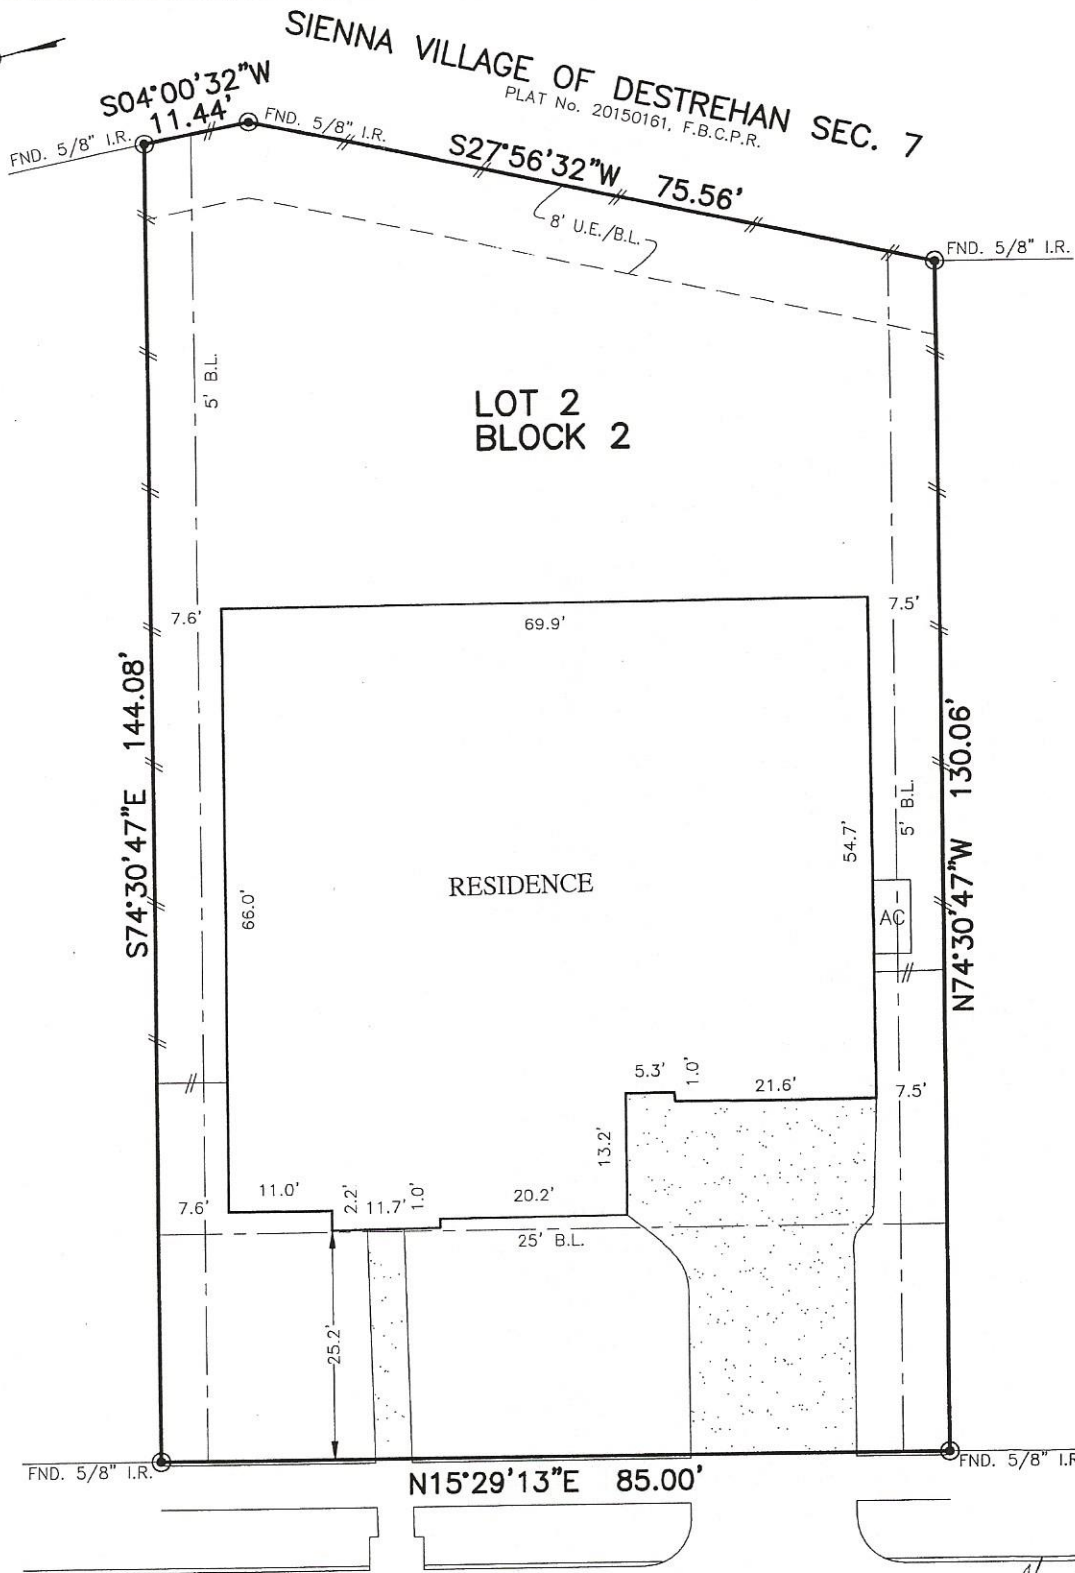 SIENNA VILLAGE OF DESTREHAN SEC. 7
PLAT No. 20150161, F.B.C.P.R.
S04°00'32"W
11.44'
FND. 5/8" I.R.
FND. 5/8" I.R.
S27°56'32"W 75.56'
8' U.E./B.L.
FND. 5/8" I.R.
5' B.L.
LOT 2
BLOCK 2
7.6'
69.9'
7.5'
S74°30'47"E 144.08'
N74°30'47"W 130.06'
5' B.L.
54.7'
66.0'
RESIDENCE
AC
5.3'
1.0'
21.6'
7.5'
13.2'
7.6'
11.0'
2.2'
11.7'
1.0'
20.2'
25' B.L.
25.2'
FND. 5/8" I.R.
N15°29'13"E 85.00'
FND. 5/8" I.R